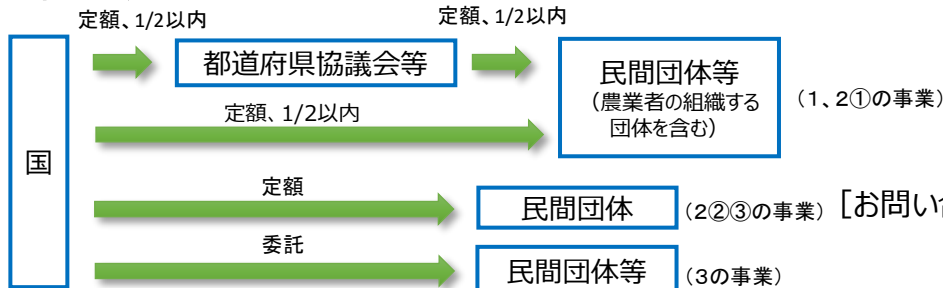 定額、1/2以内
定額、1/2以内
都道府県協議会等
民間団体等
（農業者の組織する
団体を含む）
（１、２①の事業）
定額、1/2以内
国
定額
民間団体
（２②③の事業）
［お問い合
委託
民間団体等
（３の事業）